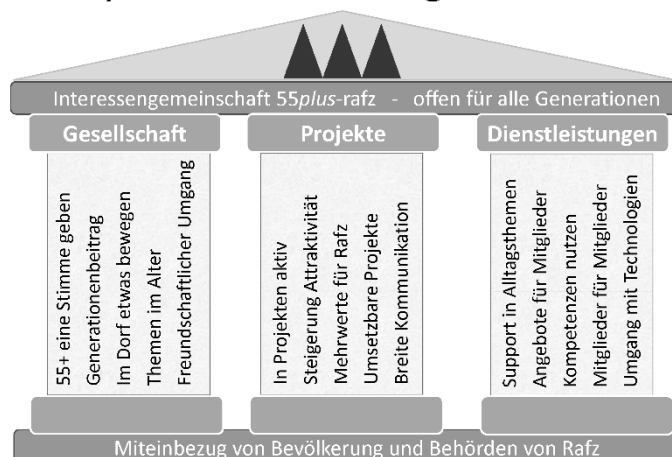 Interessengemeinschaft 55plus-rafz - offen für alle Generationen
Gesellschaft
55+ eine Stimme geben
Generationenbeitrag
Im Dorf etwas bewegen
Themen im Alter
Freundschaftlicher Umgang
Projekte
In Projekten aktiv
Steigerung Attraktivität
Mehrwerte für Rafz
Umsetzbare Projekte
Breite Kommunikation
Dienstleistungen
Support in Alltagsthemen
Angebote für Mitglieder
Kompetenzen nutzen
Mitglieder für Mitglieder
Umgang mit Technologien
Miteinbezug von Bevölkerung und Behörden von Rafz